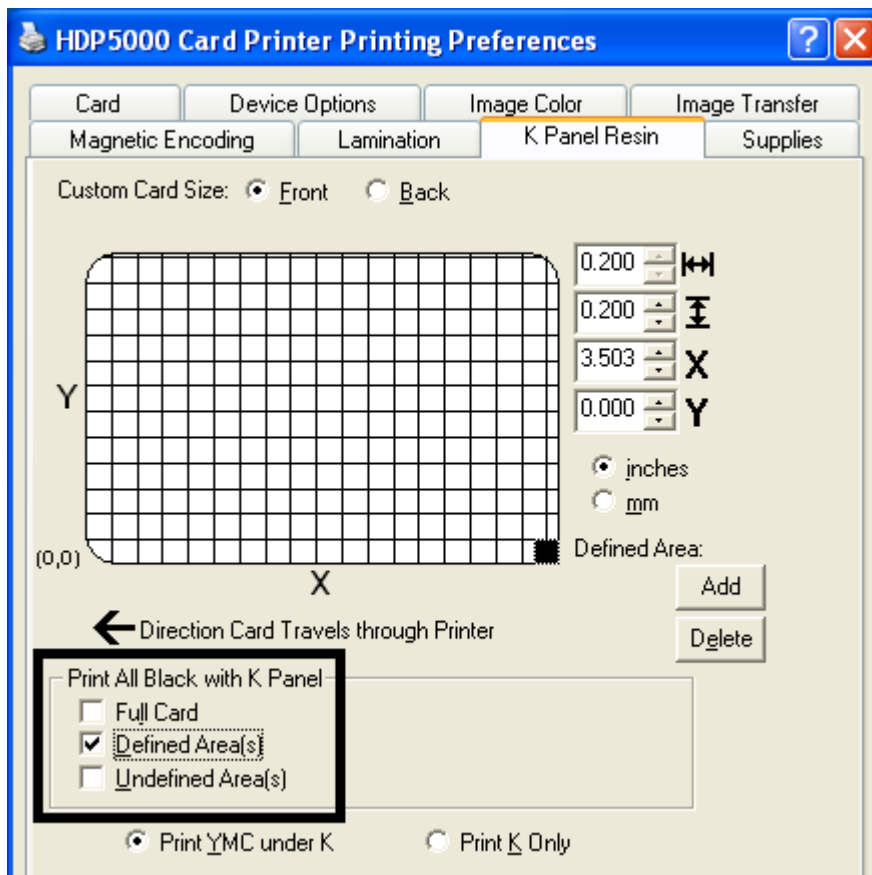 HDP5000 Card Printer Printing Preferences
Card Device Options Image Color Image Transfer
Magnetic Encoding Lamination K Panel Resin Supplies
Custom Card Size: Front Back
0.200
0.200
3.503 X
0.000 Y
Y
inches
mm
(0,0)
X
Defined Area:
Add
Direction Card Travels through Printer
Delete
Print All Black with K Panel
Full Card
Defined Area(s)
Undefined Area(s)
Print YMC under K Print K Only